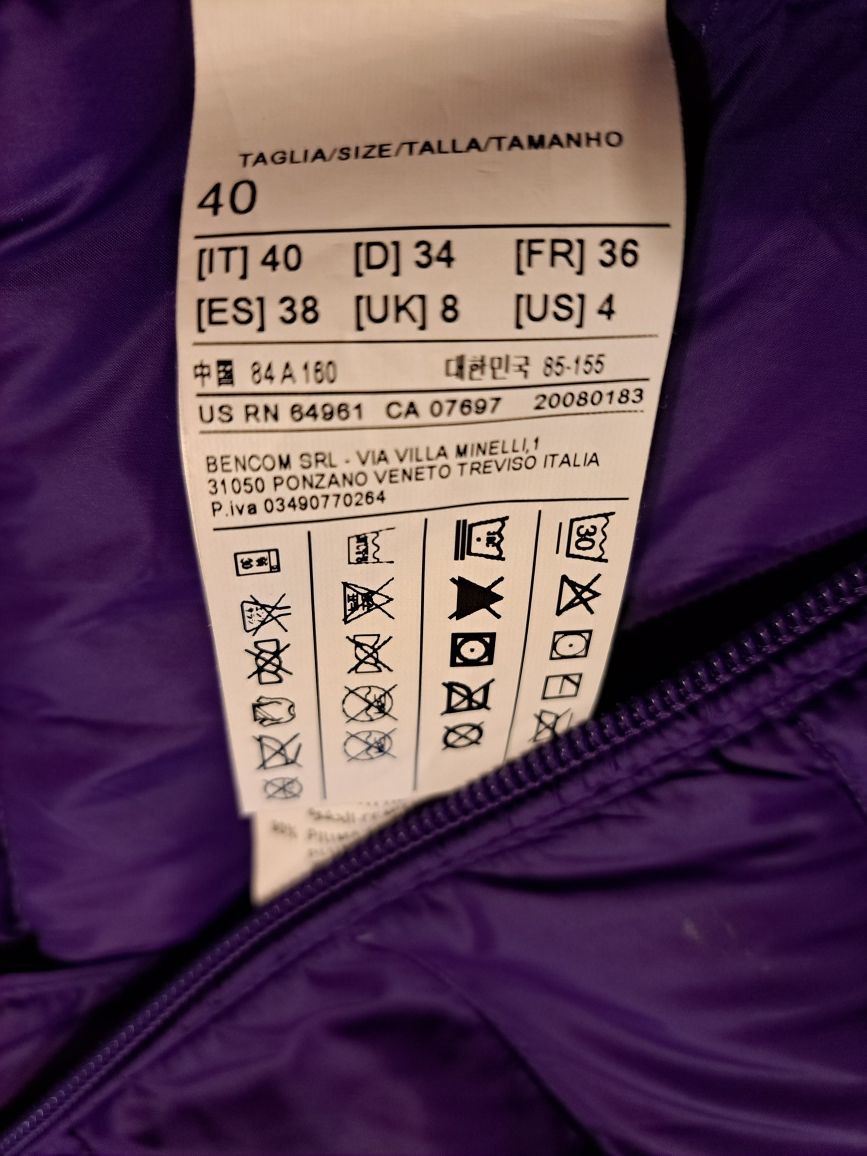 TAGLIA/SIZE/TALLA/TAMANHO
40
[IT] 40 [D] 34 [FR] 36
[ES] 38 [UK] 8 [US] 4
中国 84 A 160 대한민국 85-155
US RN 64961 CA 07697 20080183
BENCOM SRL - VIA VILLA MINELLI,1
31050 PONZANO VENETO TREVISO ITALIA
P.iva 03490770264
30